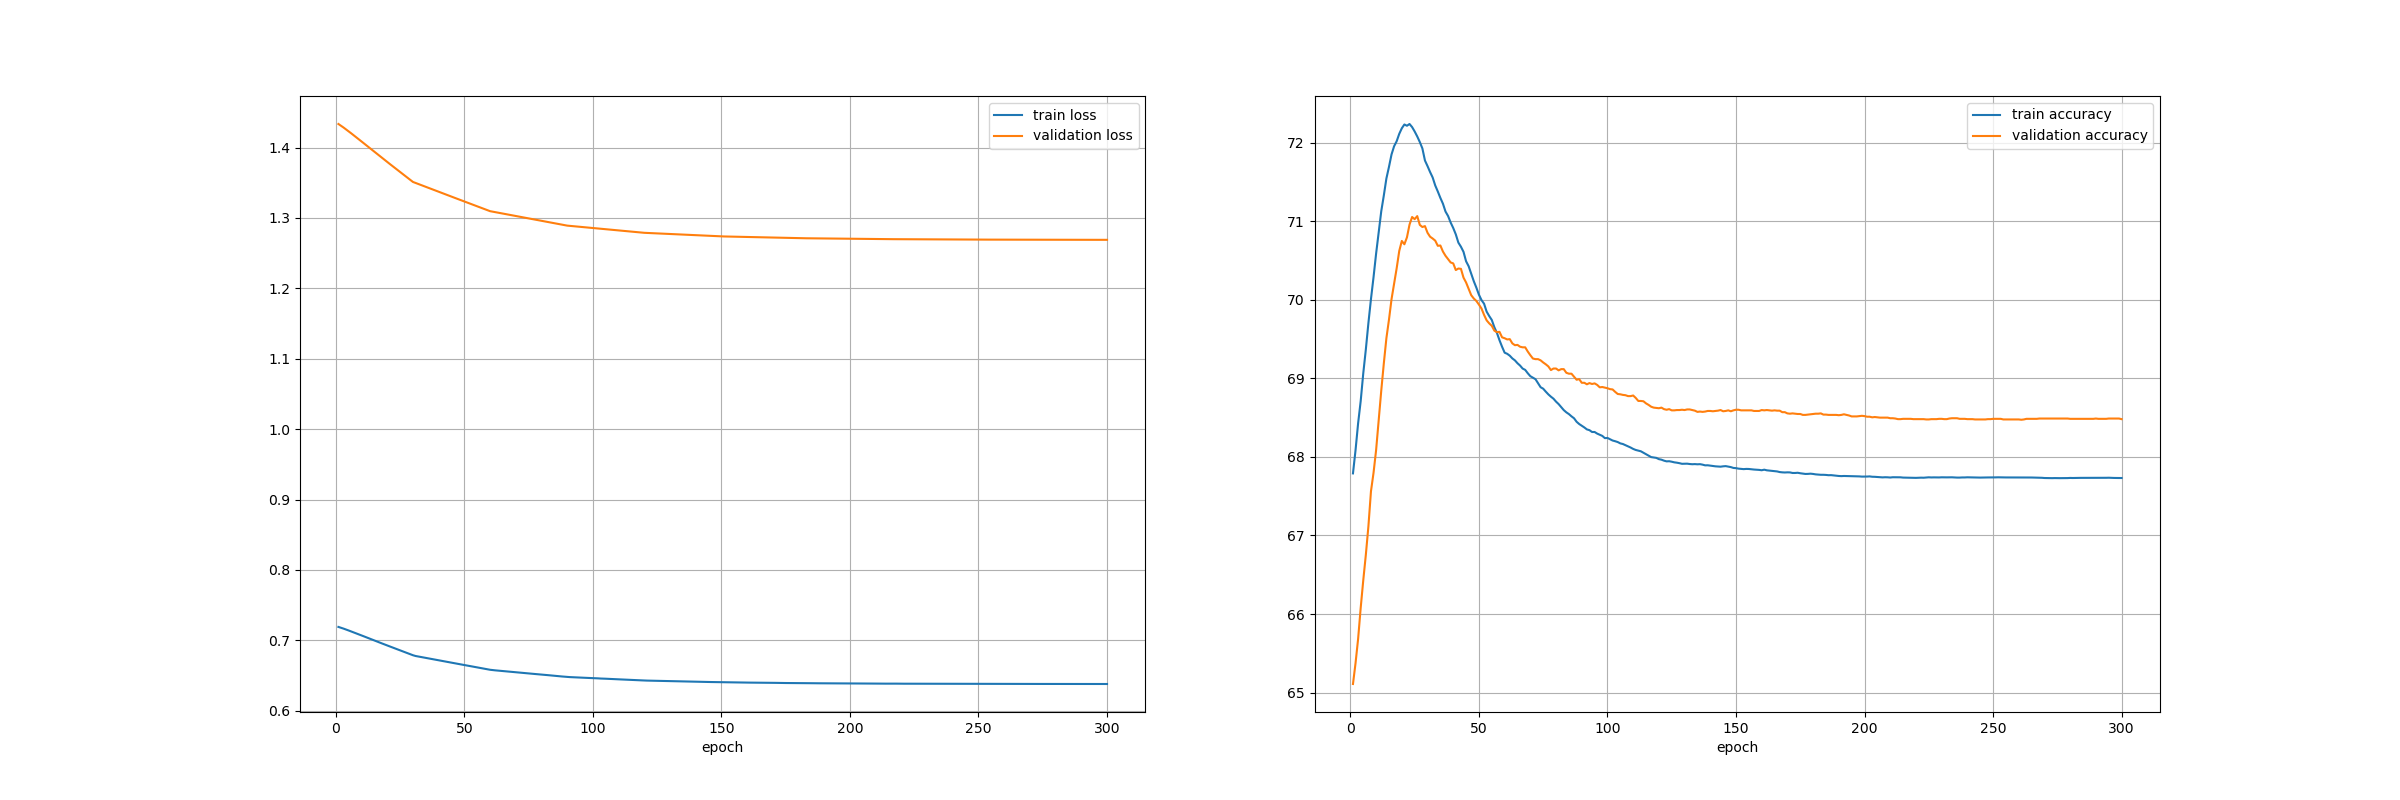 train loss
validation loss
1.4
1.3
1.2
1.1
1.0
0.9
0.8
0.7
0.6
0 50 100 150 200 250 300
epoch
train accuracy
validation accuracy
72
71
70
69
68
67
66
65
0 50 100 150 200 250 300
epoch